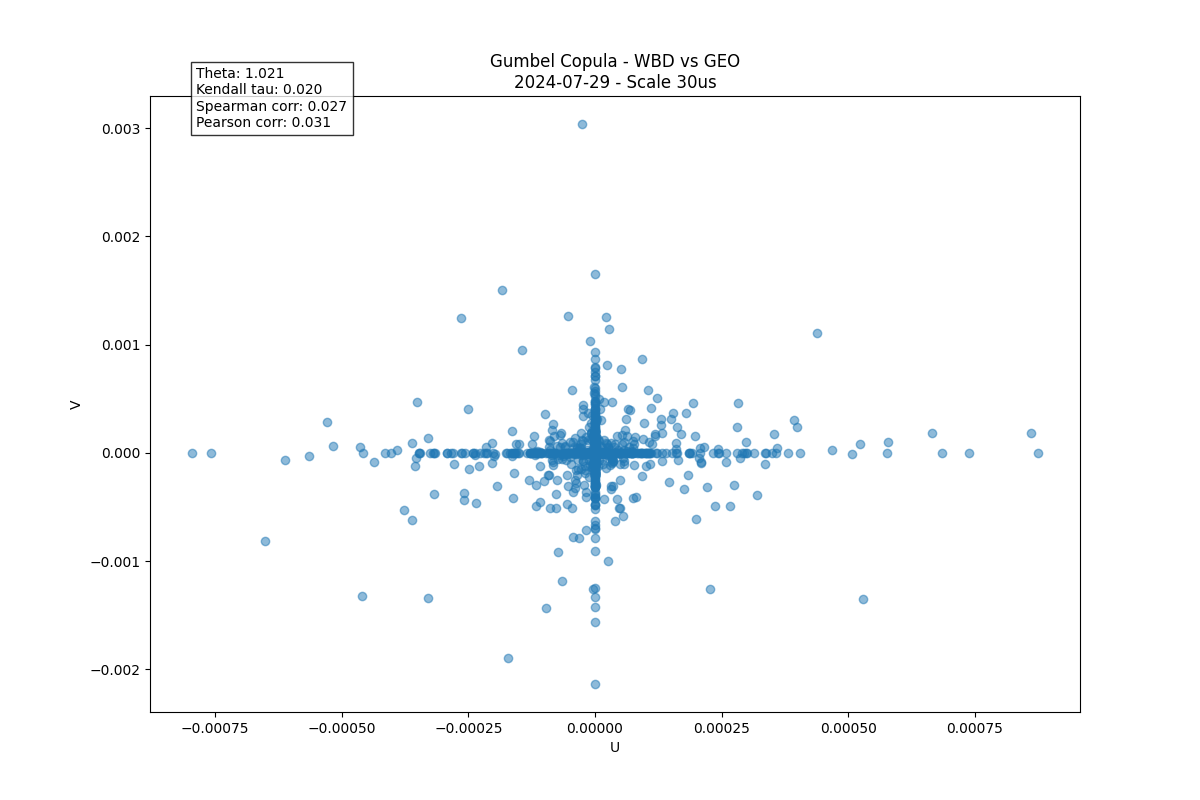 Gumbel Copula - WBD vs GEO
2024-07-29 - Scale 30us
Theta: 1.021
Kendall tau: 0.020
Spearman corr: 0.027
Pearson corr: 0.031
0.003
0.002
0.001
0.000
−0.001
−0.002
V
−0.00075
−0.00050
−0.00025
0.00000
0.00025
0.00050
0.00075
U